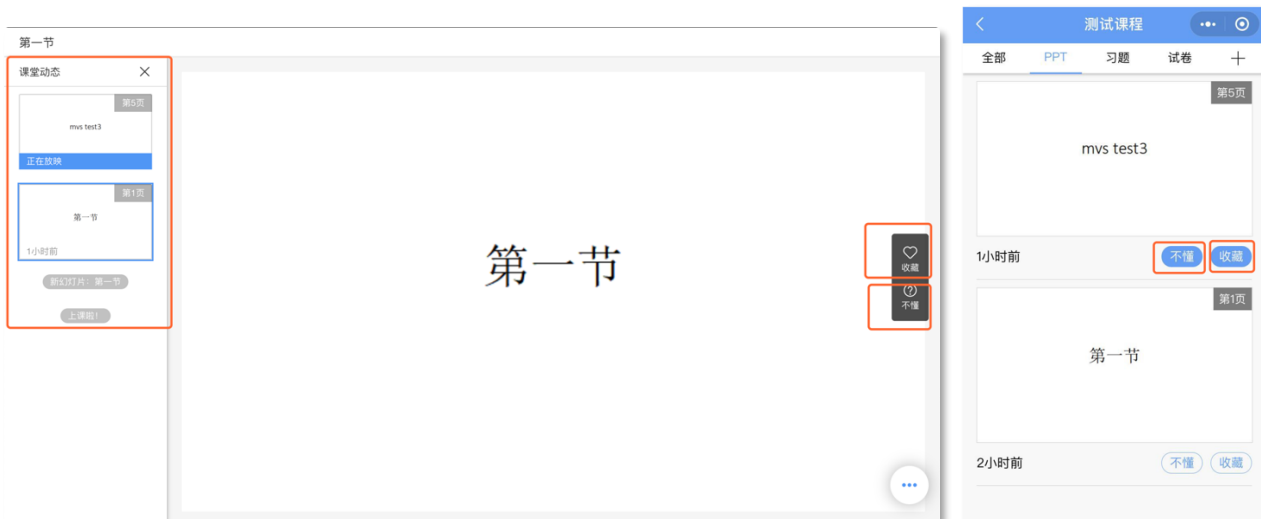 第一节
课堂动态
第5页
mvs test3
正在放映
第1页
第一节
1小时前
新幻灯片：第一节
上课啦！
第一节
收藏
不懂
测试课程
全部
PPT
习题
试卷
第5页
mvs test3
1小时前
不懂
收藏
第1页
第一节
2小时前
不懂
收藏